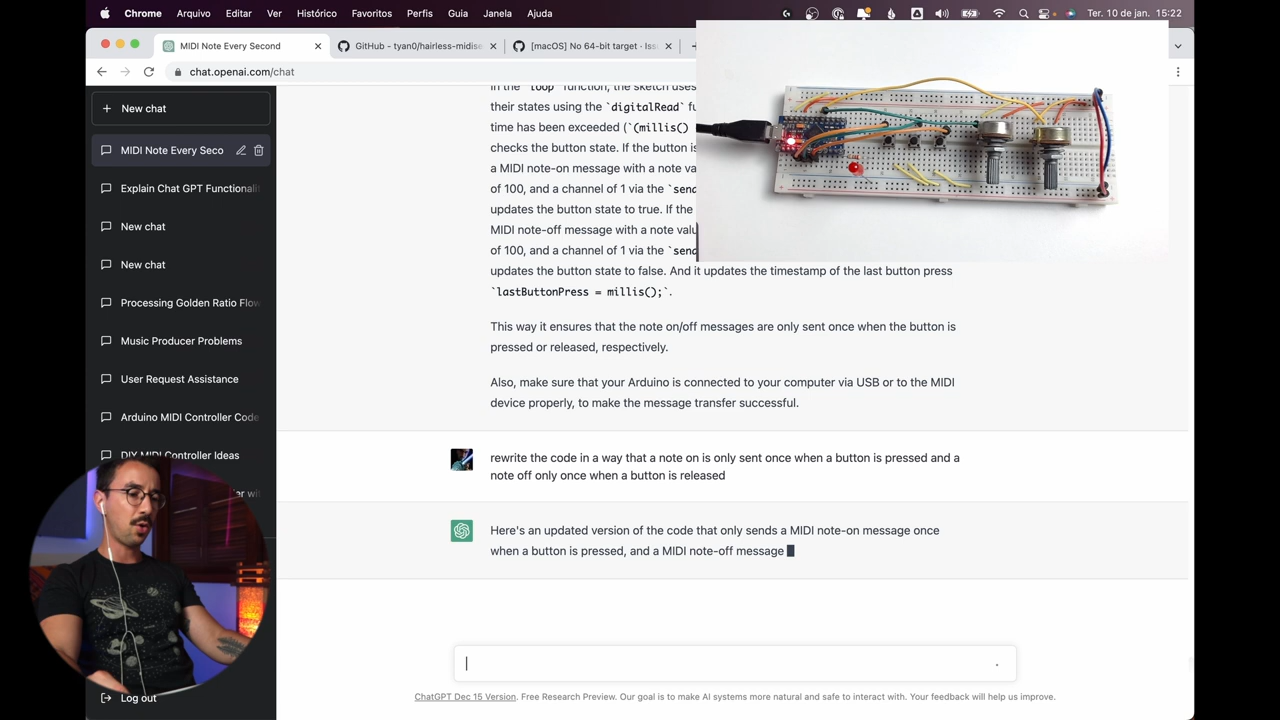 Chrome Arquivo Editar Ver Histórico Favoritos Perfis Guia Janela Ajuda Ter. 10 de jan. 15:22
MIDI Note Every Second
GitHub - tyan0/hairless-midise
[macOS] No 64-bit target · Iss
chat.openai.com/chat
New chat
MIDI Note Every Seco
Explain Chat GPT Functionali
New chat
New chat
Processing Golden Ratio Flow
Music Producer Problems
User Request Assistance
Arduino MIDI Controller Code
DIY MIDI Controller Ideas
Log out
In the `loop` function, the sketch uses
their states using the `digitalRead` fu
time has been exceeded (`(millis()
checks the button state. If the button is
a MIDI note-on message with a note va
of 100, and a channel of 1 via the `send
updates the button state to true. If the
MIDI note-off message with a note valu
of 100, and a channel of 1 via the `send
updates the button state to false. And it updates the timestamp of the last button press
`lastButtonPress = millis();`.
This way it ensures that the note on/off messages are only sent once when the button is
pressed or released, respectively.
Also, make sure that your Arduino is connected to your computer via USB or to the MIDI
device properly, to make the message transfer successful.
rewrite the code in a way that a note on is only sent once when a button is pressed and a
note off only once when a button is released
Here's an updated version of the code that only sends a MIDI note-on message once
when a button is pressed, and a MIDI note-off message
ChatGPT Dec 15 Version. Free Research Preview. Our goal is to make AI systems more natural and safe to interact with. Your feedback will help us improve.